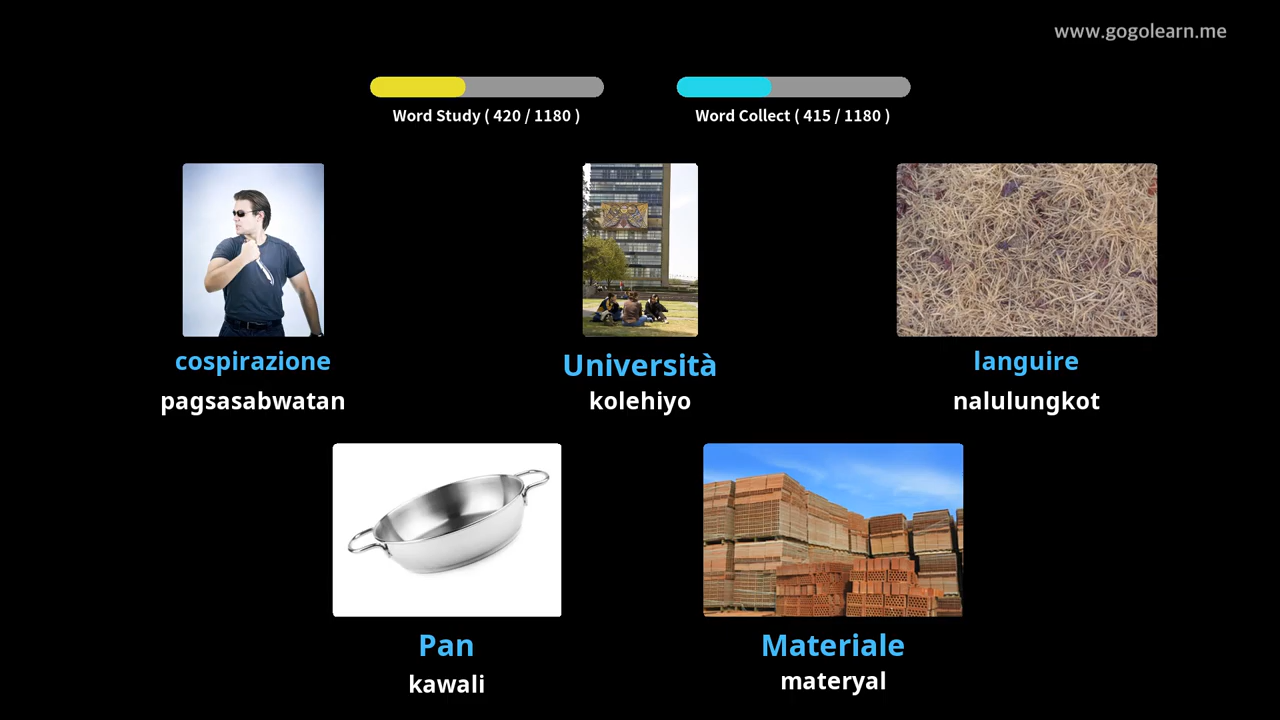 www.gogolearn.me
Word Study ( 420 / 1180 )
Word Collect ( 415 / 1180 )
cospirazione
pagsasabwatan
Università
kolehiyo
languire
nalulungkot
Pan
kawali
Materiale
materyal